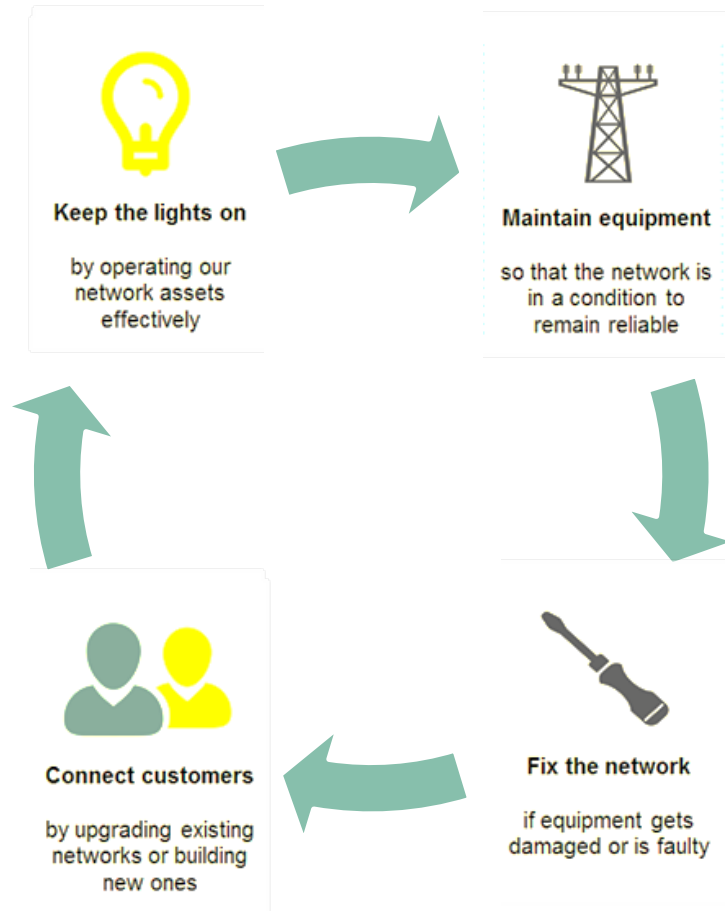 Keep the lights on
by operating our
network assets
effectively
Maintain equipment
so that the network is
in a condition to
remain reliable
Fix the network
if equipment gets
damaged or is faulty
Connect customers
by upgrading existing
networks or building
new ones